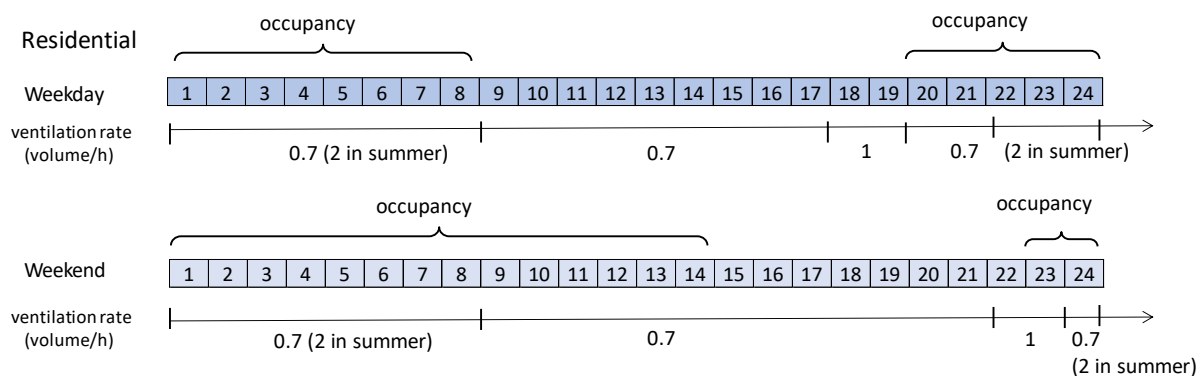 occupancy occupancy
Residential
Weekday 1 2 3 4 5 6 7 8 9 10 11 12 13 14 15 16 17 18 19 20 21 22 23 24
ventilation rate
(volume/h) 0.7 (2 in summer) 0.7 1 0.7 (2 in summer)
occupancy occupancy
Weekend 1 2 3 4 5 6 7 8 9 10 11 12 13 14 15 16 17 18 19 20 21 22 23 24
ventilation rate
(volume/h) 0.7 (2 in summer) 0.7 1 0.7
(2 in summer)